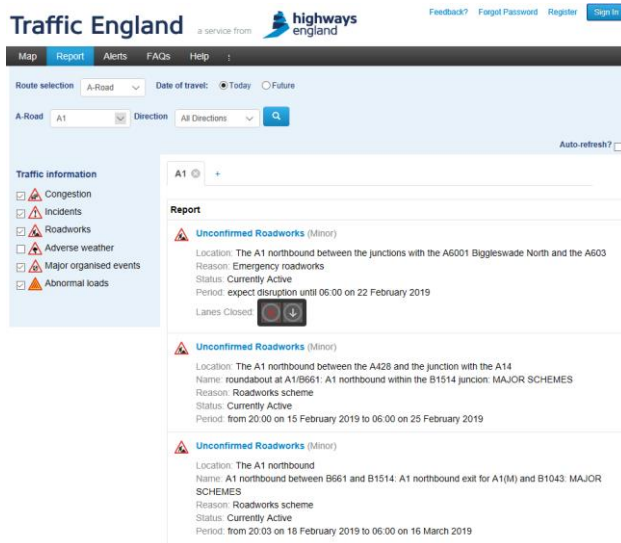 Feedback? Forgot Password Register Sign In
Traffic England a service from highways england
Map Report Alerts FAQs Help
Route selection A-Road Date of travel: Today Future
A-Road A1 Direction All Directions
Auto-refresh?
Traffic information
Congestion
Incidents
Roadworks
Adverse weather
Major organised events
Abnormal loads
A1 +
Report
Unconfirmed Roadworks (Minor)
Location: The A1 northbound between the junctions with the A6001 Biggleswade North and the A603
Reason: Emergency roadworks
Status: Currently Active
Period: expect disruption until 06:00 on 22 February 2019
Lanes Closed:
Unconfirmed Roadworks (Minor)
Location: The A1 northbound between the A428 and the junction with the A14
Name: roundabout at A1/B661: A1 northbound within the B1514 juncion: MAJOR SCHEMES
Reason: Roadworks scheme
Status: Currently Active
Period: from 20:00 on 15 February 2019 to 06:00 on 25 February 2019
Unconfirmed Roadworks (Minor)
Location: The A1 northbound
Name: A1 northbound between B661 and B1514: A1 northbound exit for A1(M) and B1043: MAJOR
SCHEMES
Reason: Roadworks scheme
Status: Currently Active
Period: from 20:03 on 18 February 2019 to 06:00 on 16 March 2019